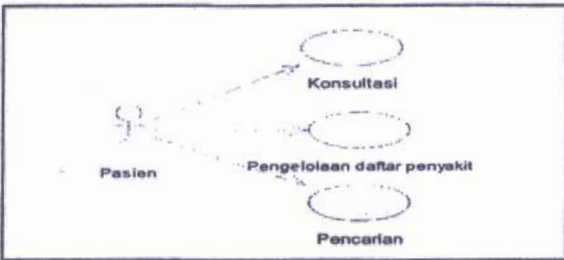 Konsultasi
Pengelolaan daftar penyakit
Pasien
Pencarian